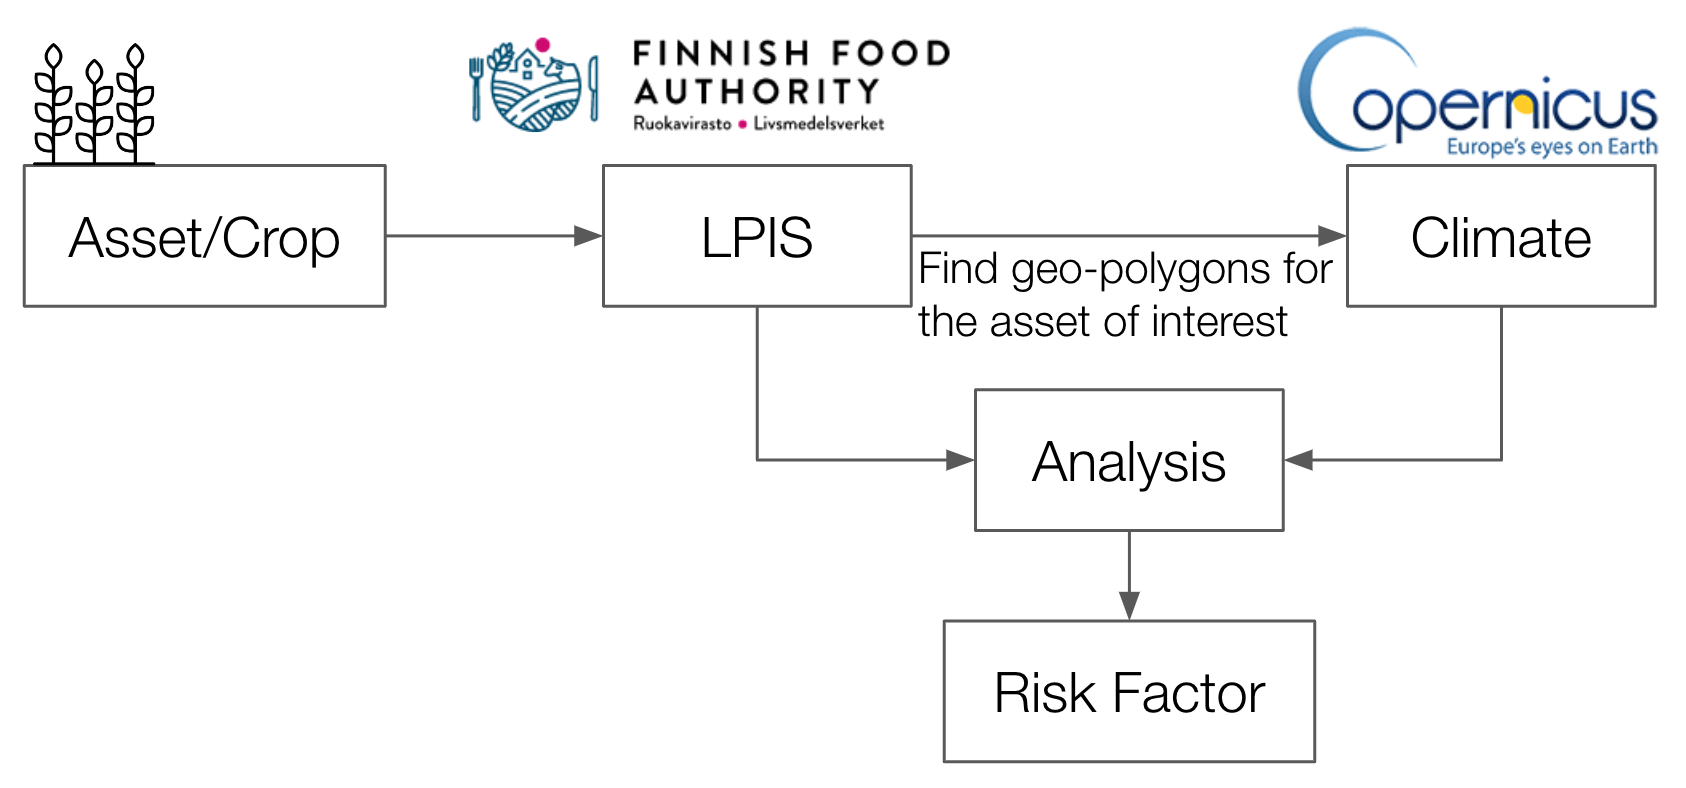 FINNISH FOOD
AUTHORITY
Ruokavirasto • Livsmedelsverket
Copernicus
Europe's eyes on Earth
Asset/Crop
LPIS
Climate
Find geo-polygons for
the asset of interest
Analysis
Risk Factor